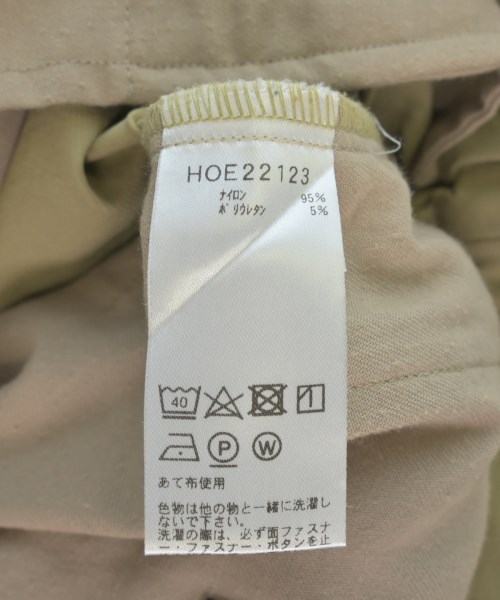 HOE22123
ナイロン 95%
ポリウレタン 5%
40
P W
あて布使用
色物は他の物と一緒に洗濯し
ないで下さい。
洗濯の際は、必ず面ファスナ
ー・ファスナー・ボタンを止